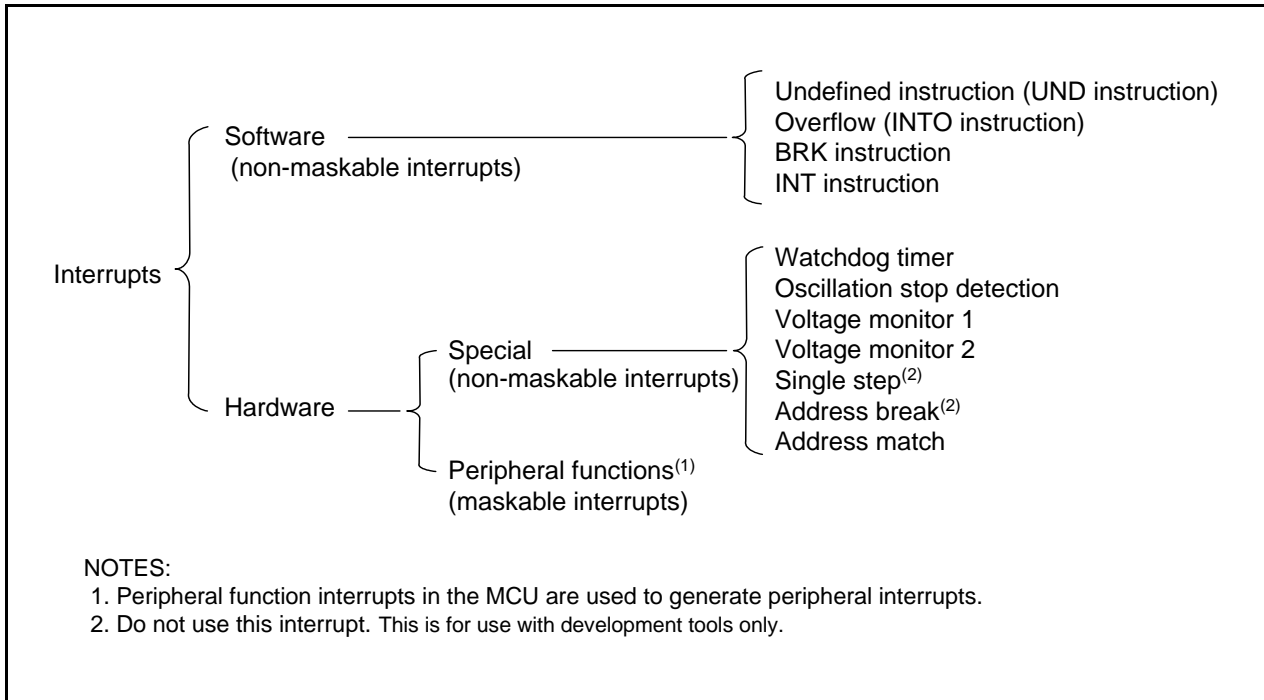 Interrupts
Software
(non-maskable interrupts)
Undefined instruction (UND instruction)
Overflow (INTO instruction)
BRK instruction
INT instruction
Hardware
Special
(non-maskable interrupts)
Watchdog timer
Oscillation stop detection
Voltage monitor 1
Voltage monitor 2
Single step(2)
Address break(2)
Address match
Peripheral functions(1)
(maskable interrupts)
NOTES:
1. Peripheral function interrupts in the MCU are used to generate peripheral interrupts.
2. Do not use this interrupt. This is for use with development tools only.